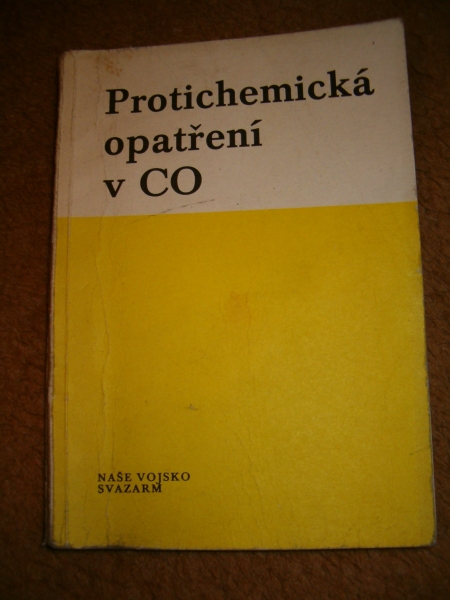 Protichemická
opatření
v CO
NAŠE VOJSKO
SVAZARM